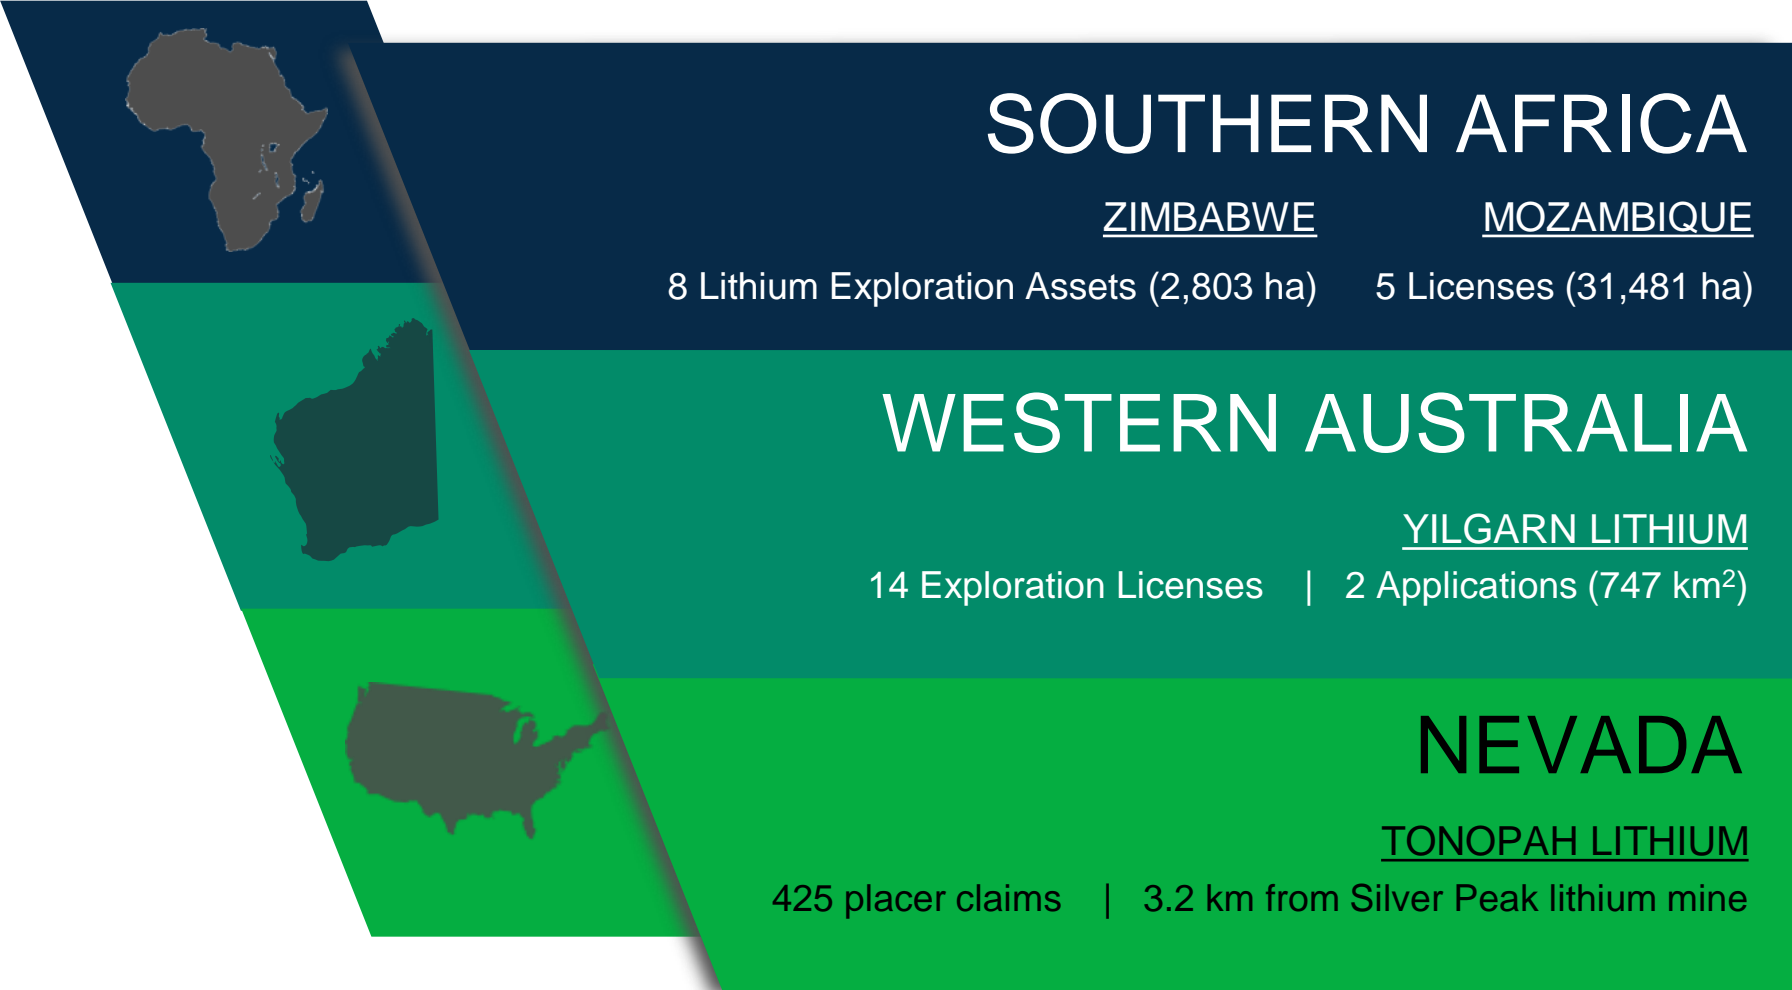 SOUTHERN AFRICA
ZIMBABWE MOZAMBIQUE
8 Lithium Exploration Assets (2,803 ha) 5 Licenses (31,481 ha)
WESTERN AUSTRALIA
YILGARN LITHIUM
14 Exploration Licenses | 2 Applications (747 km²)
NEVADA
TONOPAH LITHIUM
425 placer claims | 3.2 km from Silver Peak lithium mine